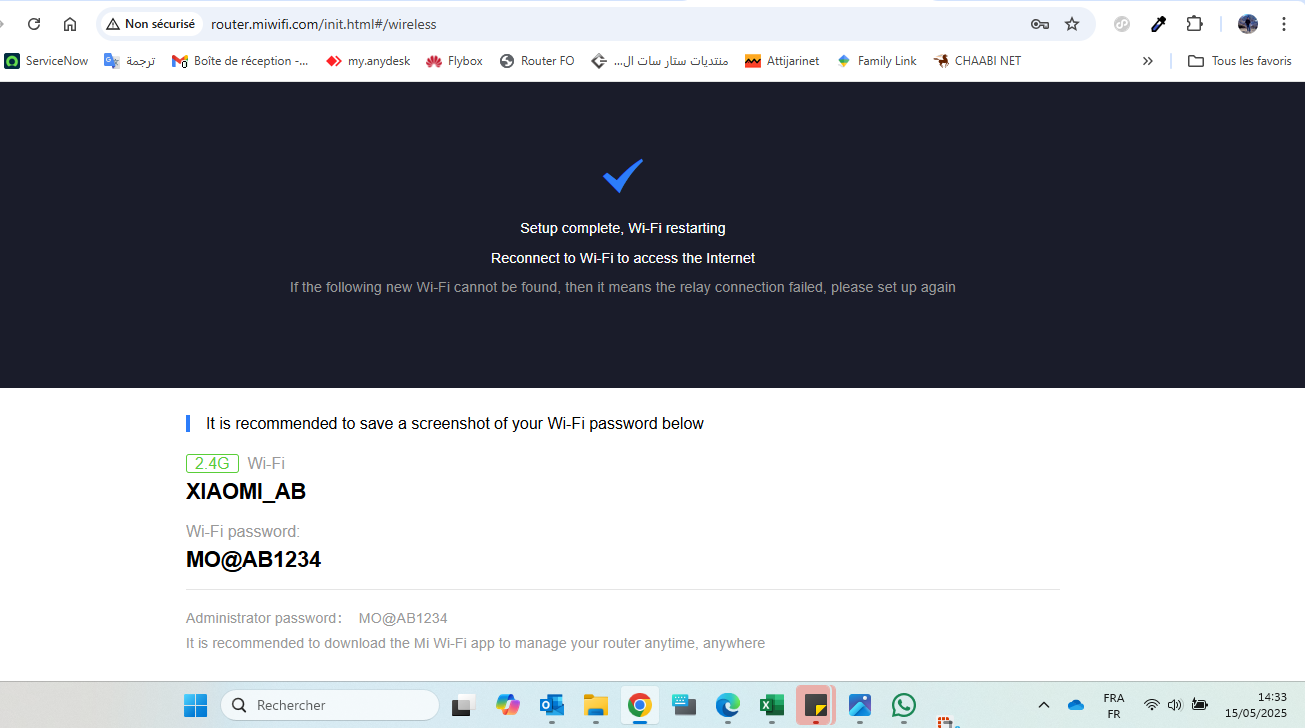 Non sécurisé router.miwifi.com/init.html#/wireless
ServiceNow ترجمة Boîte de réception -... my.anydesk Flybox Router FO منتديات ستار سات ال... Attijarinet Family Link CHAABI NET » Tous les favoris
Setup complete, Wi-Fi restarting
Reconnect to Wi-Fi to access the Internet
If the following new Wi-Fi cannot be found, then it means the relay connection failed, please set up again
It is recommended to save a screenshot of your Wi-Fi password below
2.4G Wi-Fi
XIAOMI_AB
Wi-Fi password:
MO@AB1234
Administrator password： MO@AB1234
It is recommended to download the Mi Wi-Fi app to manage your router anytime, anywhere
Rechercher
FRA
FR
14:33
15/05/2025